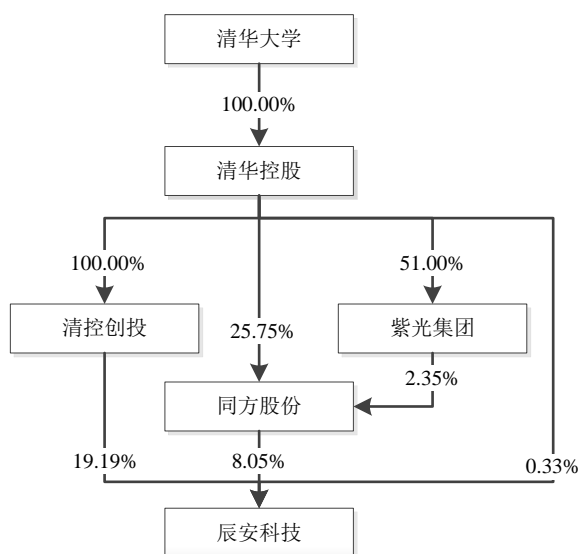 清华大学
100.00%
清华控股
100.00%
51.00%
清控创投
25.75%
紫光集团
2.35%
同方股份
19.19%
8.05%
0.33%
辰安科技